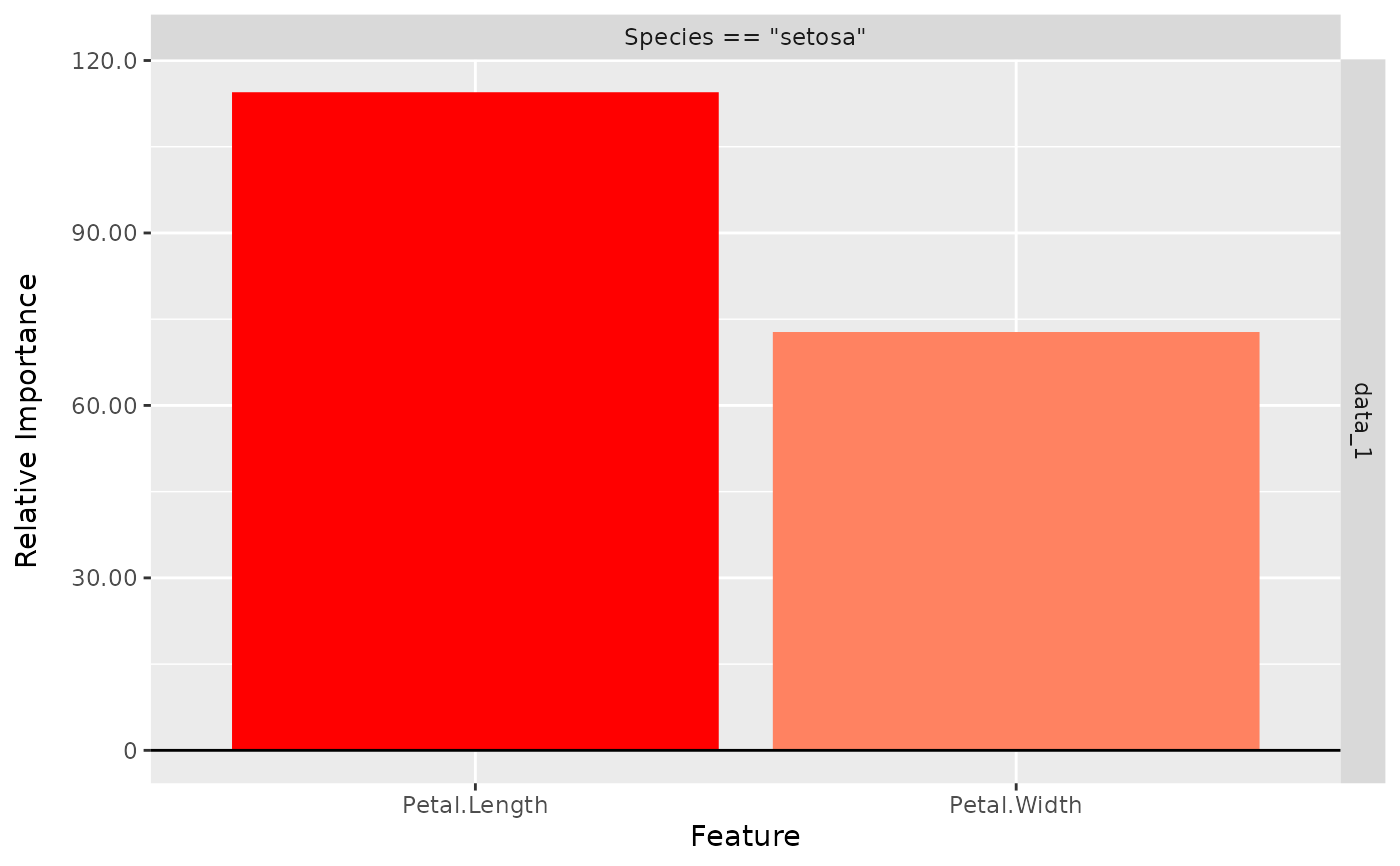 Species == "setosa"
120.0
90.00
60.00
30.00
0
Relative Importance
data_1
Petal.Length
Petal.Width
Feature